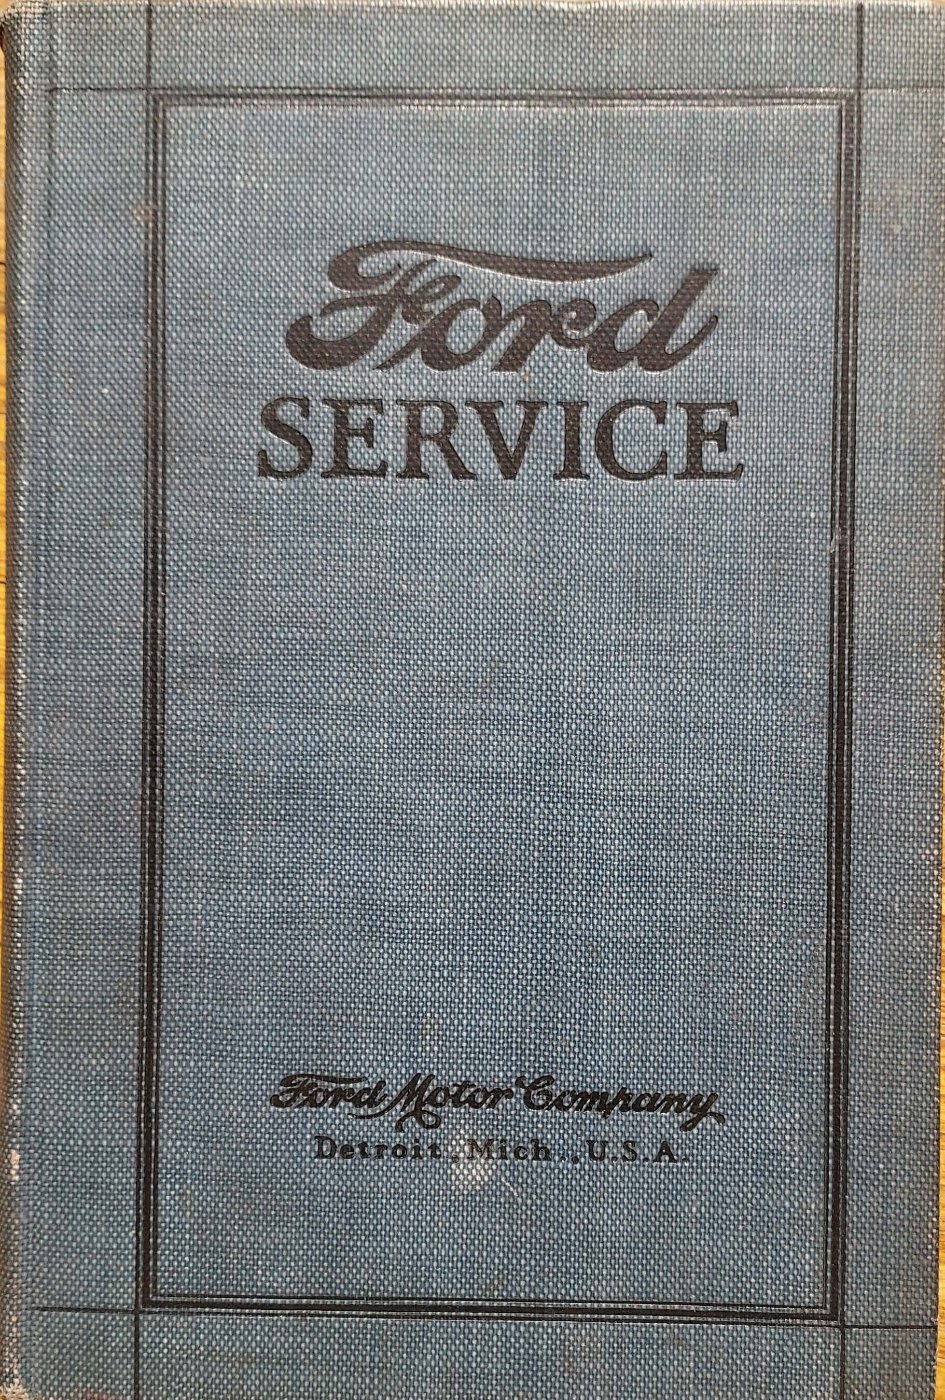 Ford
SERVICE
Ford Motor Company
Detroit, Mich., U.S.A.